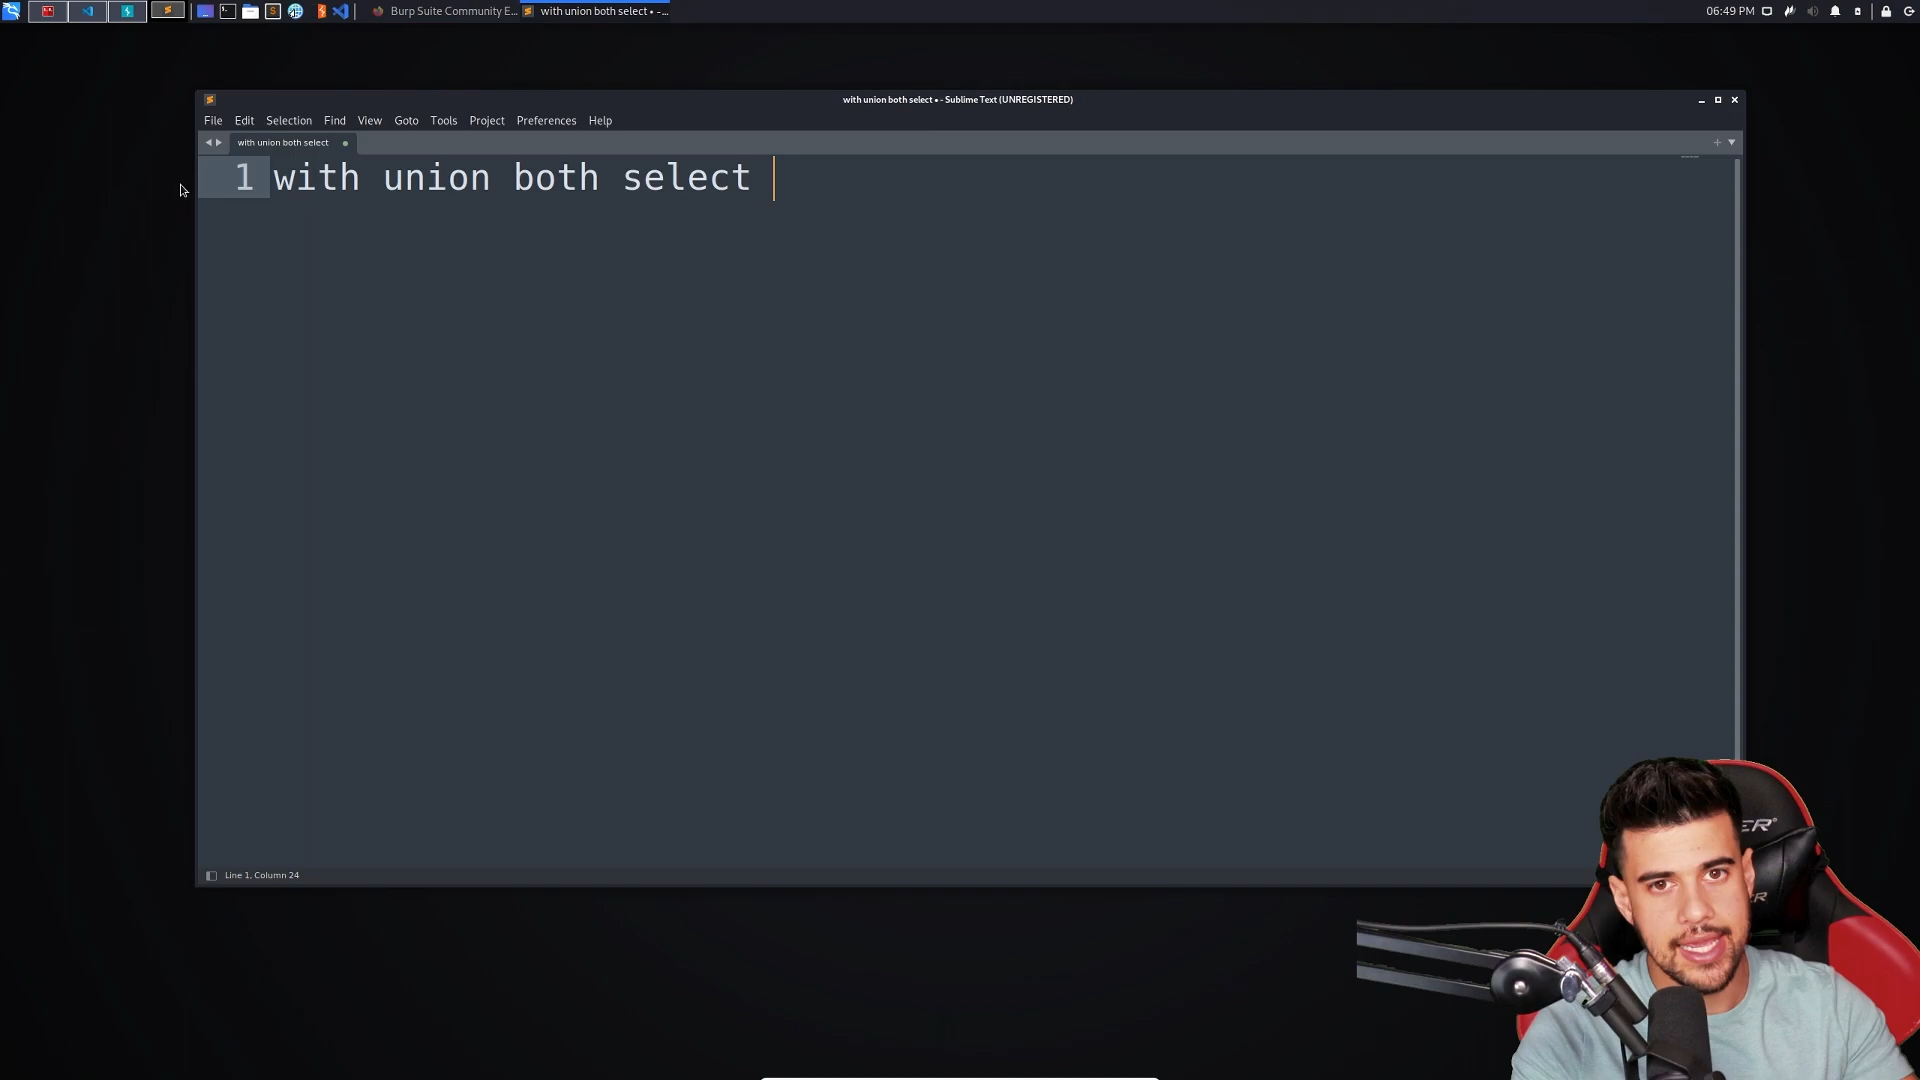 Burp Suite Community E...
with union both select • -...
06:49 PM
with union both select • - Sublime Text (UNREGISTERED)
File Edit Selection Find View Goto Tools Project Preferences Help
with union both select
1 with union both select
Line 1, Column 24
ER
ER